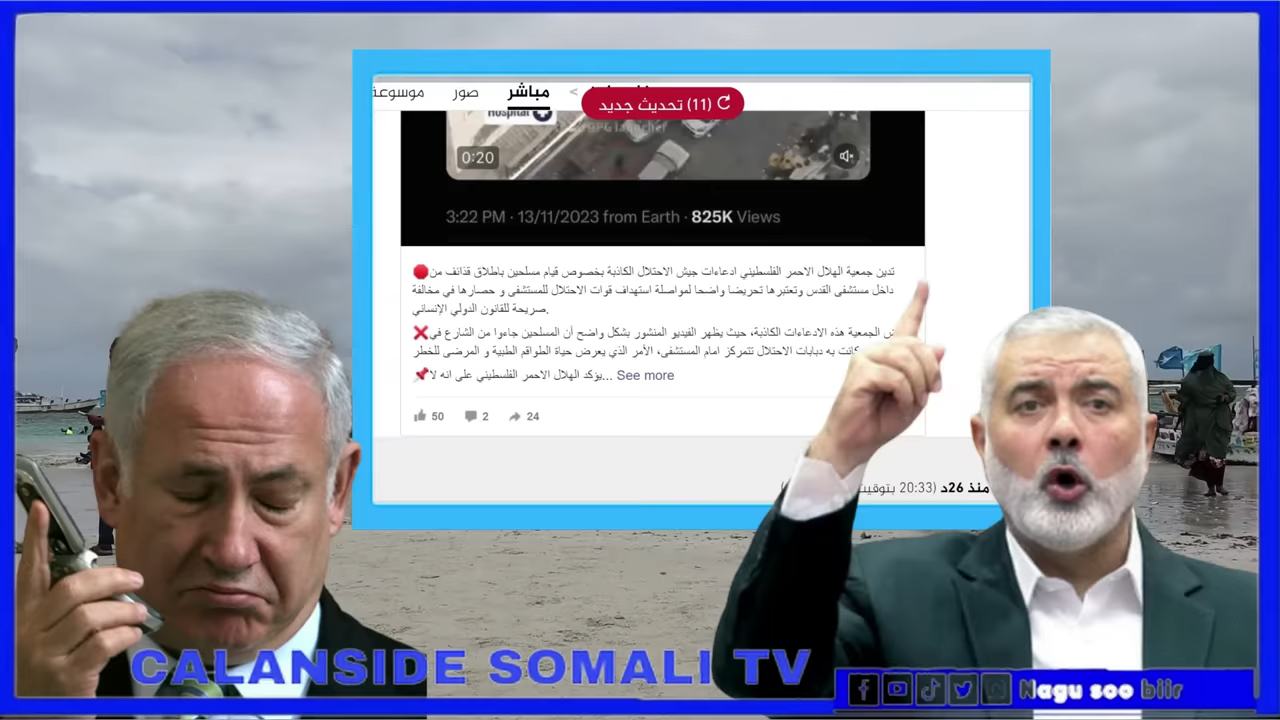 موسوعة صور مباشر >
(11) تحديث جديد
Hospital
RPG launcher
0:20
3:22 PM · 13/11/2023 from Earth · 825K Views
🛑تدين جمعية الهلال الاحمر الفلسطيني ادعاءات جيش الاحتلال الكاذبة بخصوص قيام مسلحين باطلاق قذائف من
داخل مستشفى القدس وتعتبرها تحريضا واضحا لمواصلة استهداف قوات الاحتلال للمستشفى و حصارها في مخالفة
صريحة للقانون الدولي الإنساني.
❌الجمعية هذه الادعاءات الكاذبة، حيث يظهر الفيديو المنشور بشكل واضح أن المسلحين جاءوا من الشارع في
كانت به دبابات الاحتلال تتمركز امام المستشفى، الأمر الذي يعرض حياة الطواقم الطبية و المرضى للخطر
📌يؤكد الهلال الاحمر الفلسطيني على انه لا... See more
50 2 24
منذ 26د (20:33 بتوقيت
CALANSIDE SOMALI TV
Nagu soo biir